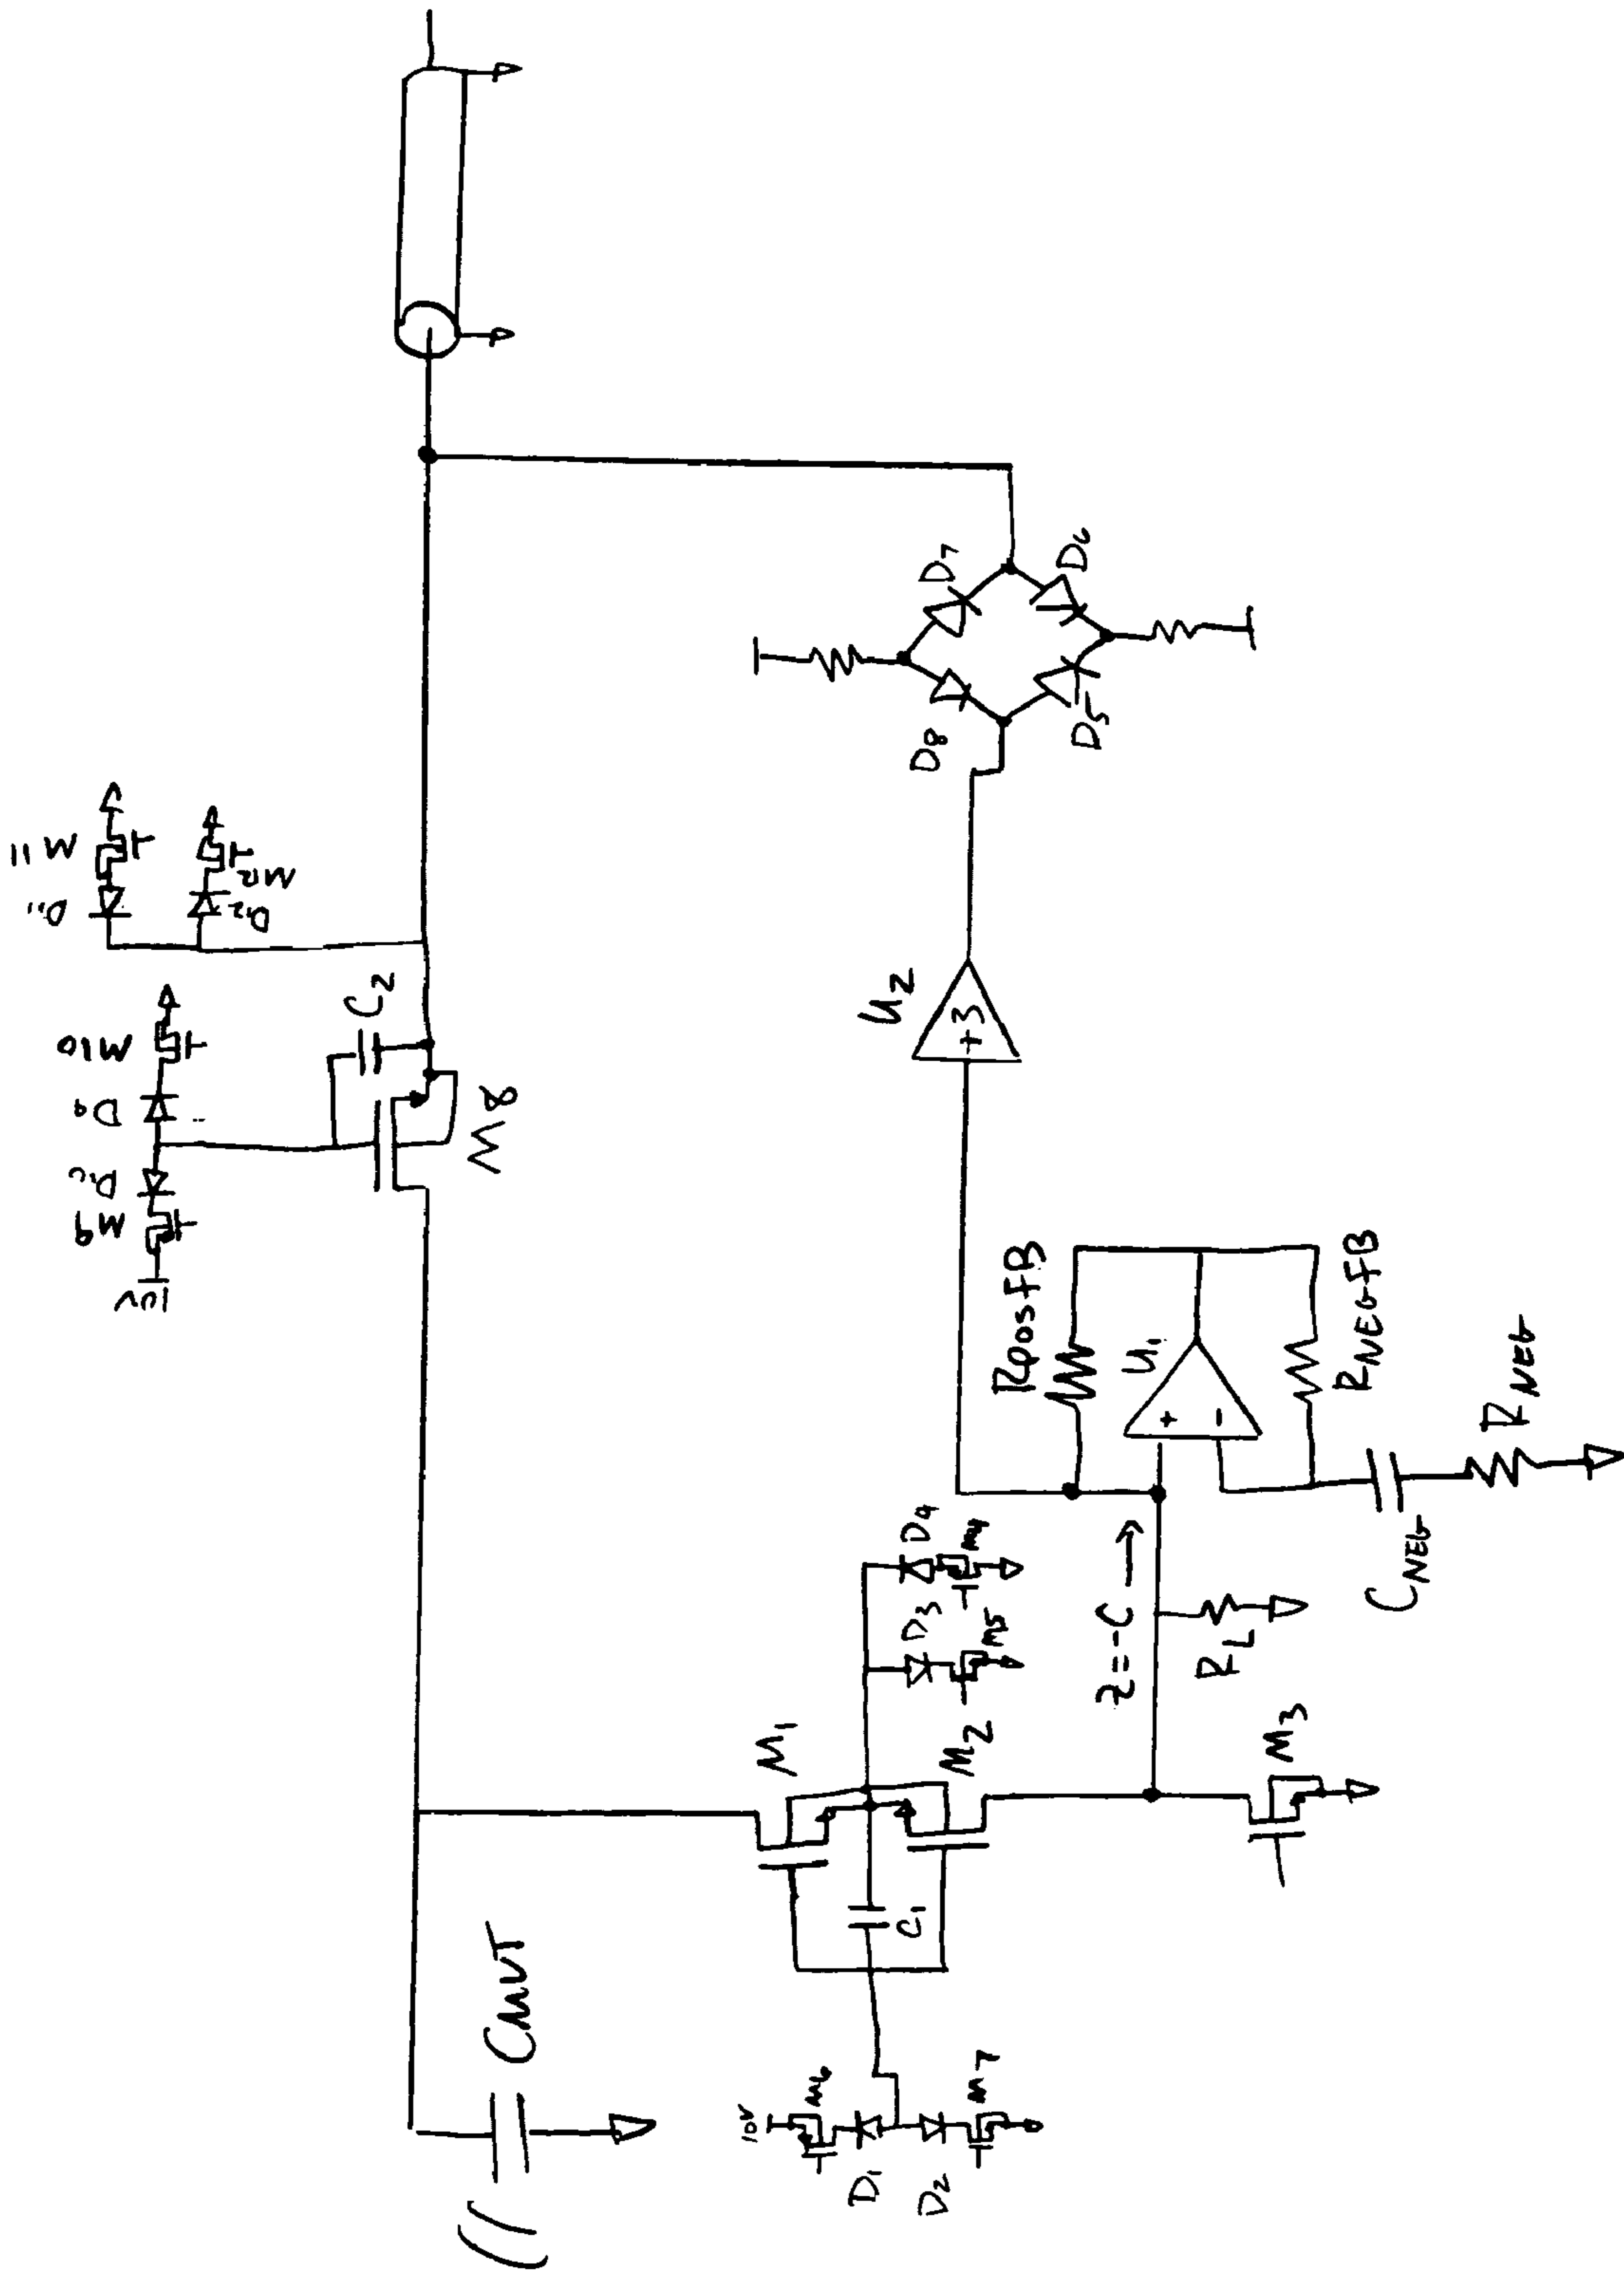 M11
D11
M12
D12
M10
D9
M9
10V
C2
M8
D7
D6
D8
D5
U2
+3
RPOSFB
U1
+
-
RNEGFB
RNEG
CNEG
Z=-C →
RL
D4
M4
D3
M5
M1
M2
C1
M3
CMUT
10V
M6
D1
D2
M7